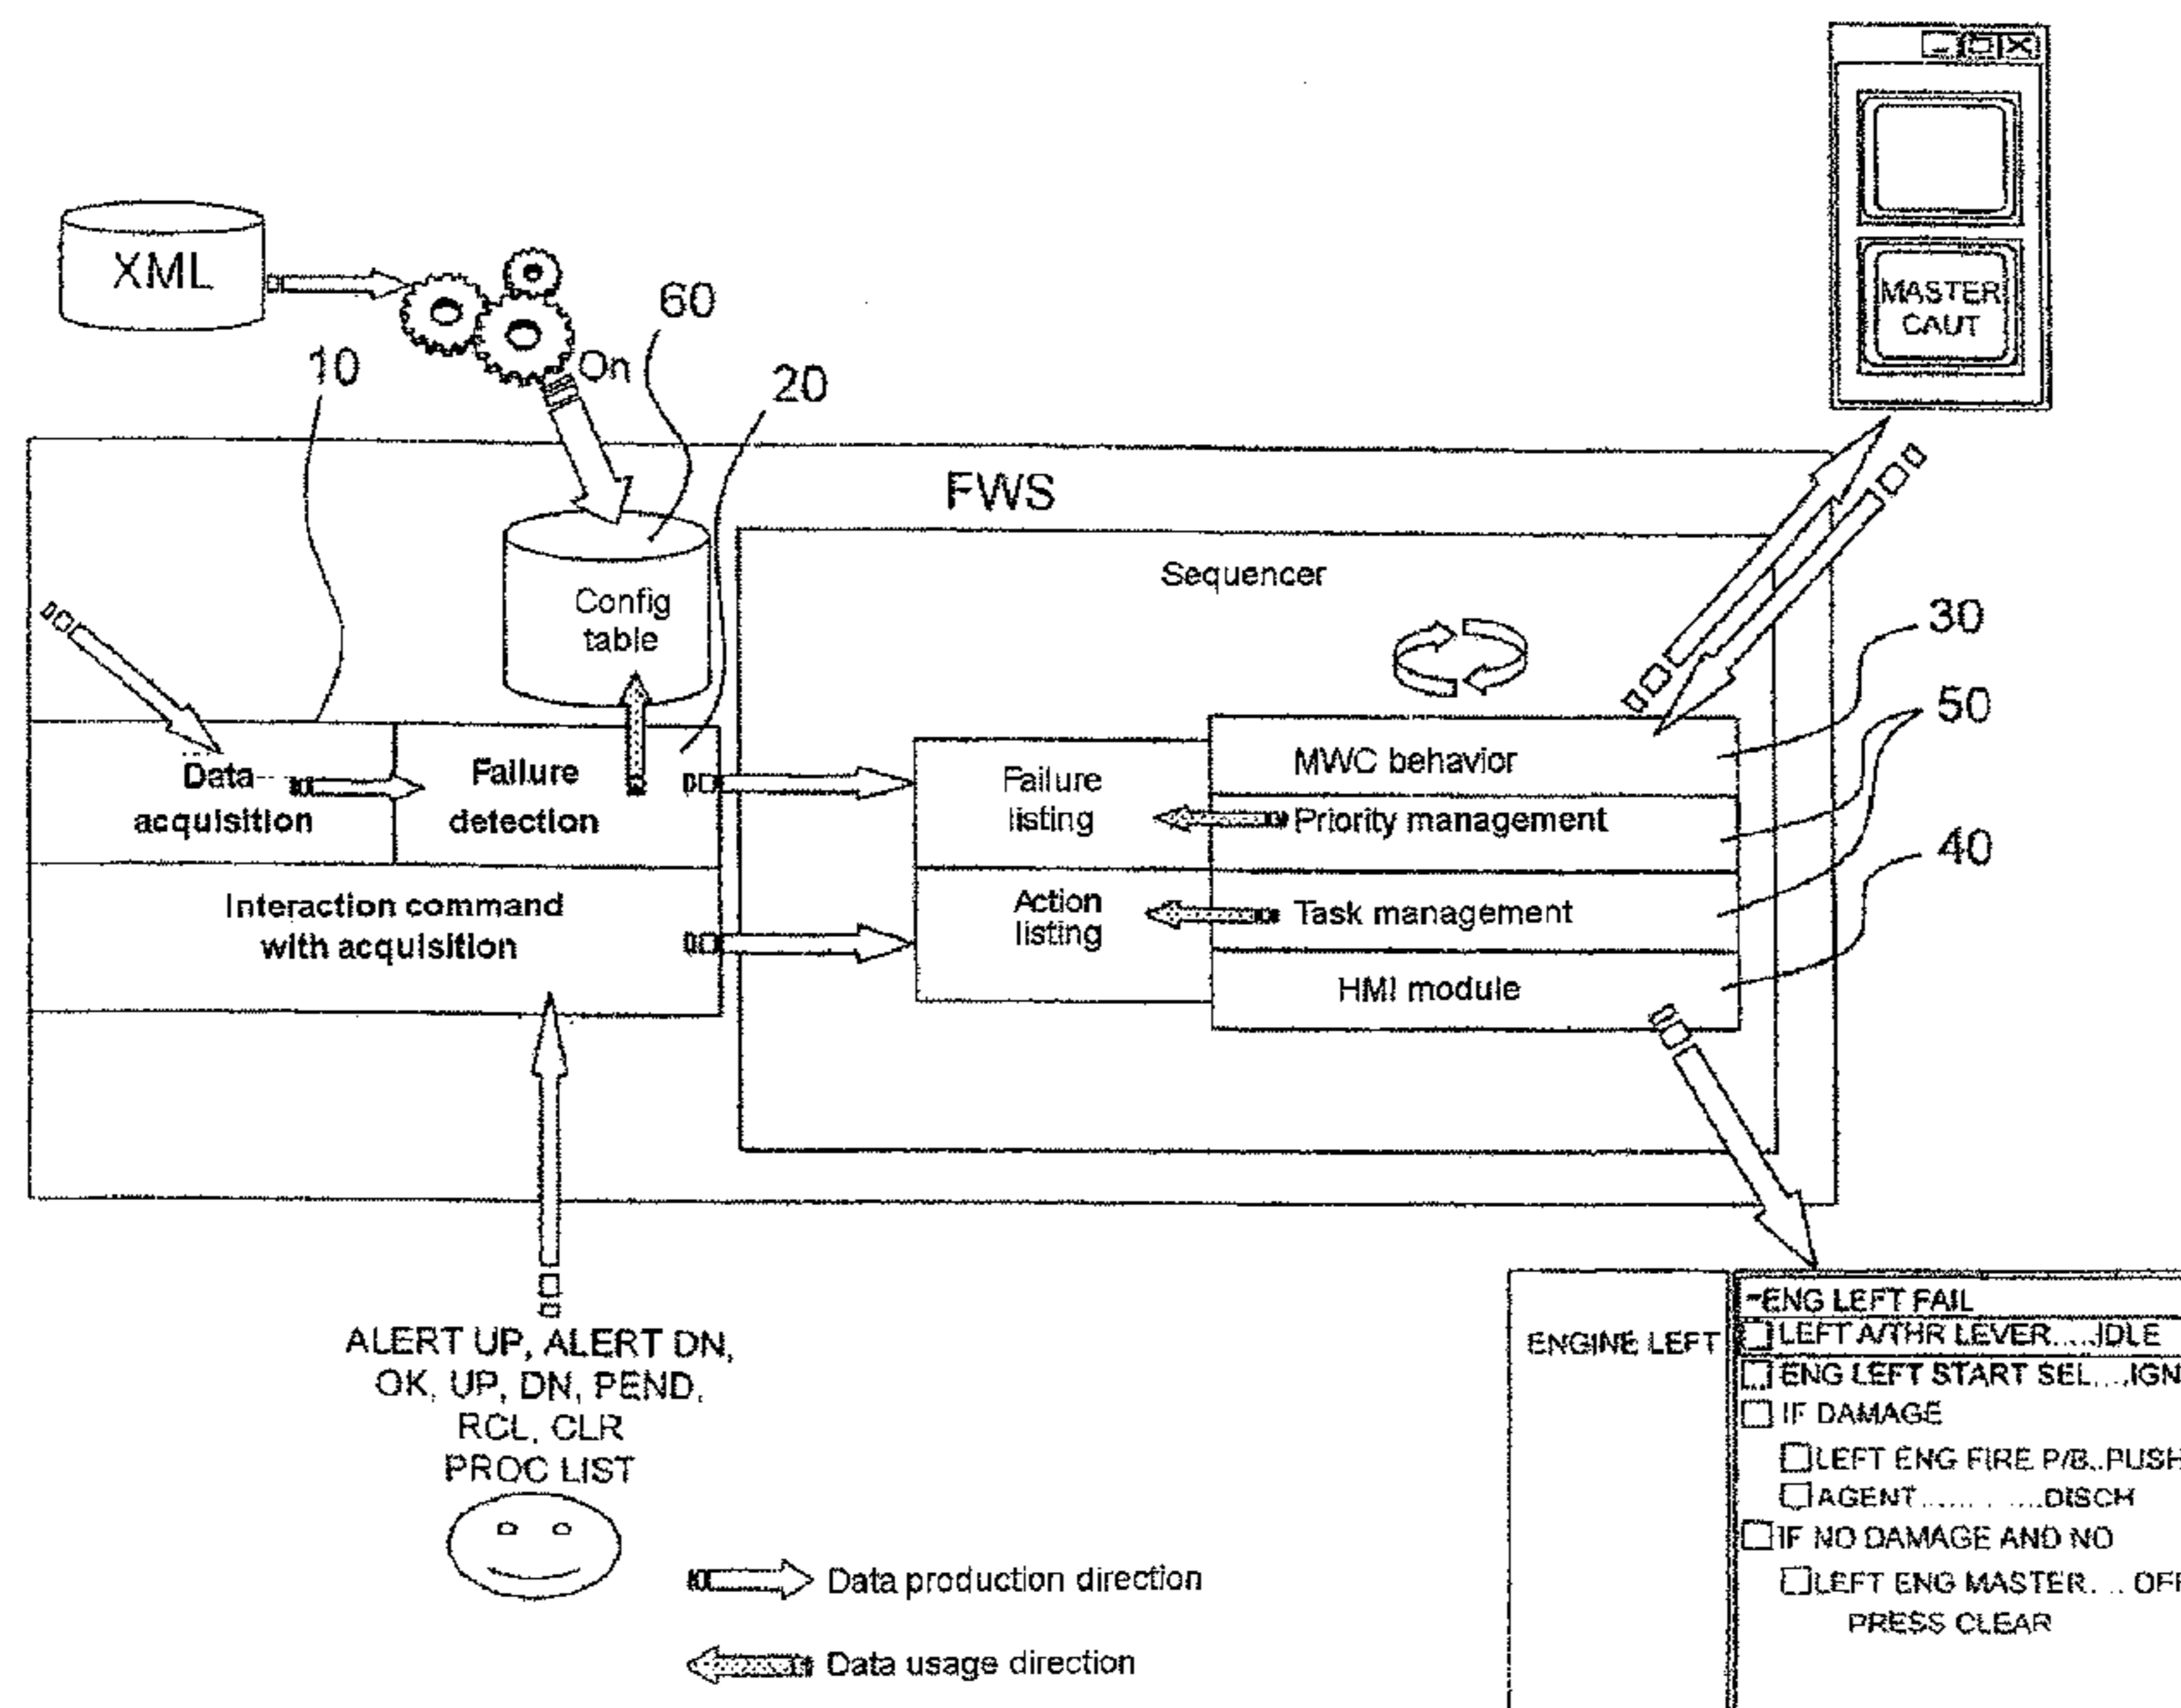 MASTER
CAUT
XML
On
60
10
20
FWS
Config
table
Sequencer
30
50
40
Data
acquisition
Failure
detection
Failure
listing
MWC behavior
Priority management
Interaction command
with acquisition
Action
listing
Task management
HMI module
ALERT UP, ALERT DN,
OK, UP, DN, PEND,
RCL, CLR
PROC LIST
Data production direction
Data usage direction
ENGINE LEFT
-ENG LEFT FAIL
LEFT A/THR LEVER.....IDLE
ENG LEFT START SEL....IGN
IF DAMAGE
LEFT ENG FIRE P/B..PUSH
AGENT............DISCH
IF NO DAMAGE AND NO
LEFT ENG MASTER.... OFF
PRESS CLEAR